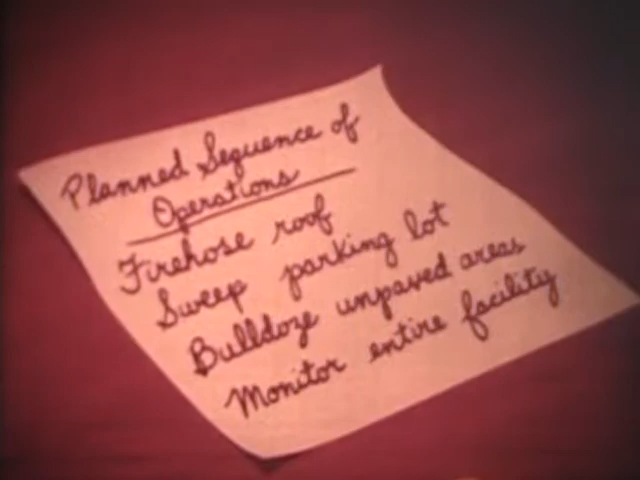 Planned Sequence of
Operations
Firehose roof
Sweep parking lot
Bulldoze unpaved areas
Monitor entire facility